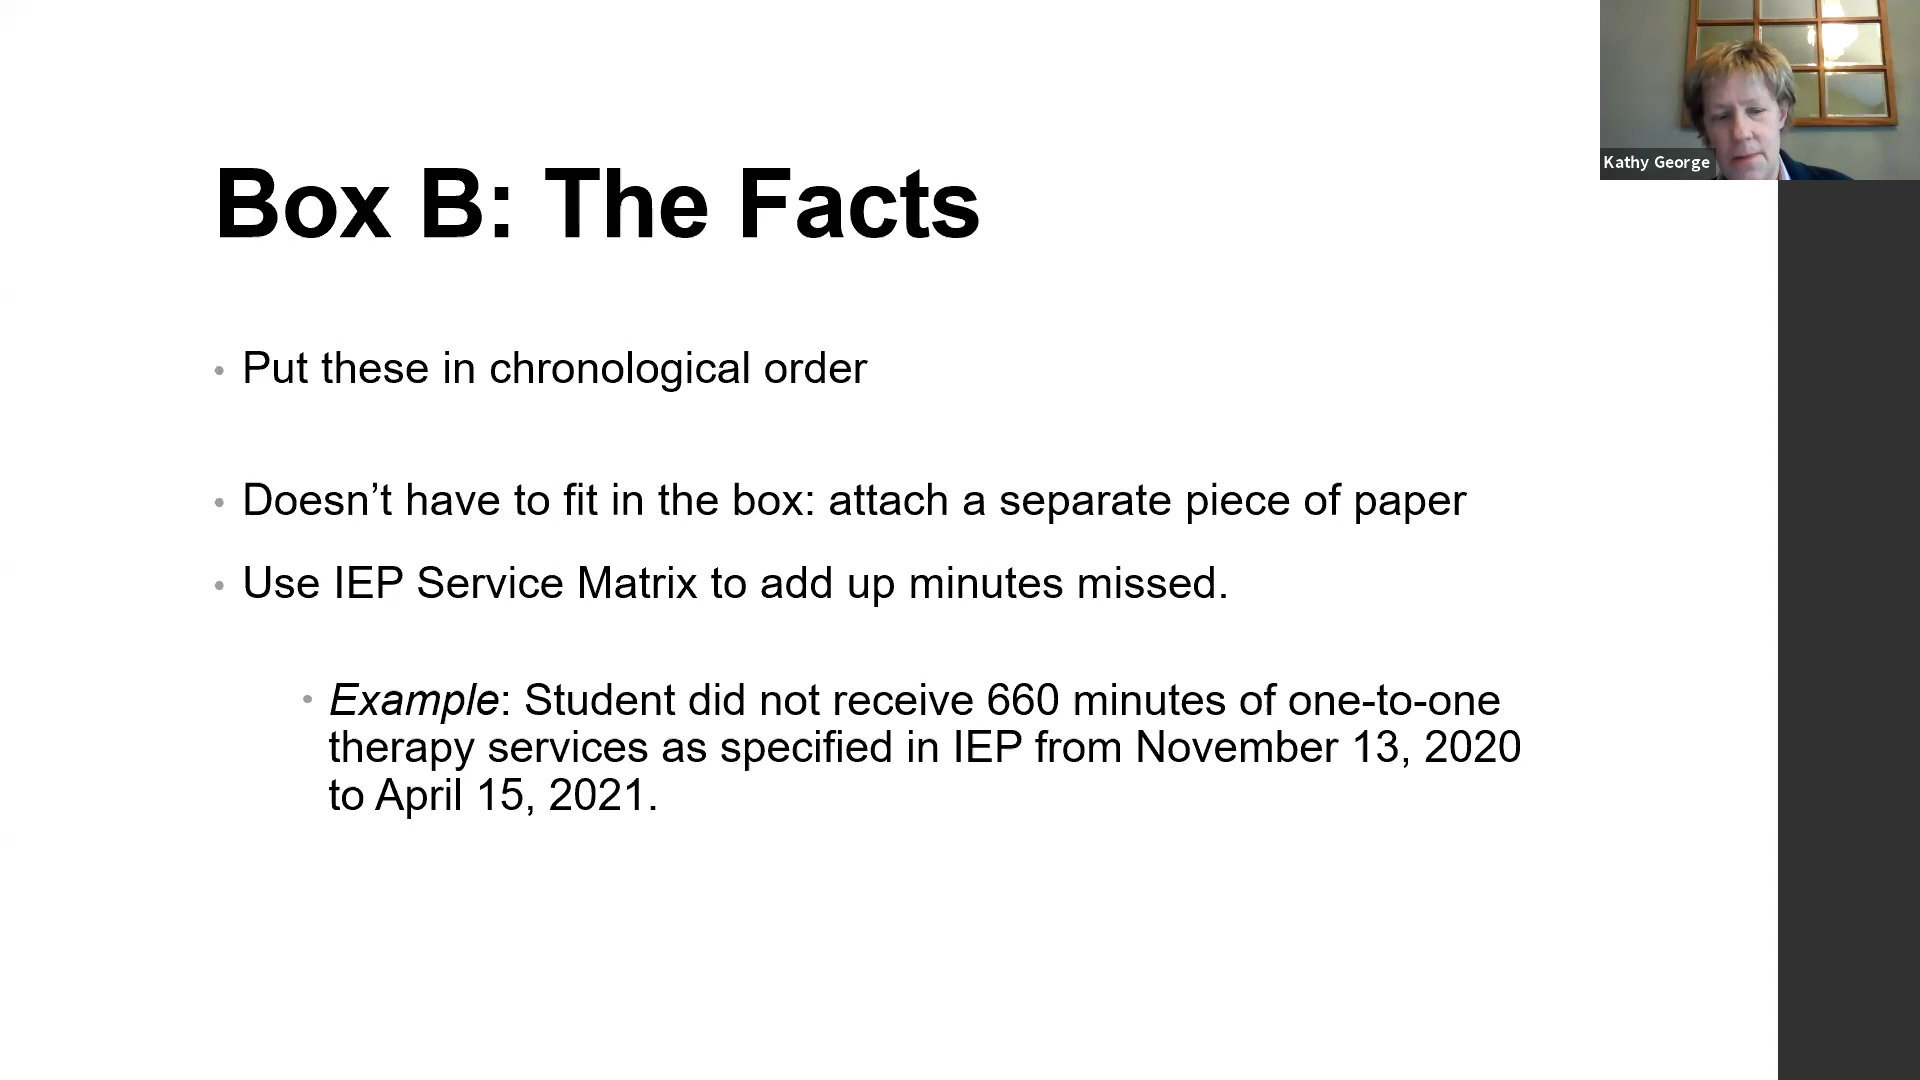 Kathy George
Box B: The Facts
• Put these in chronological order
• Doesn’t have to fit in the box: attach a separate piece of paper
• Use IEP Service Matrix to add up minutes missed.
• Example: Student did not receive 660 minutes of one-to-one
therapy services as specified in IEP from November 13, 2020
to April 15, 2021.